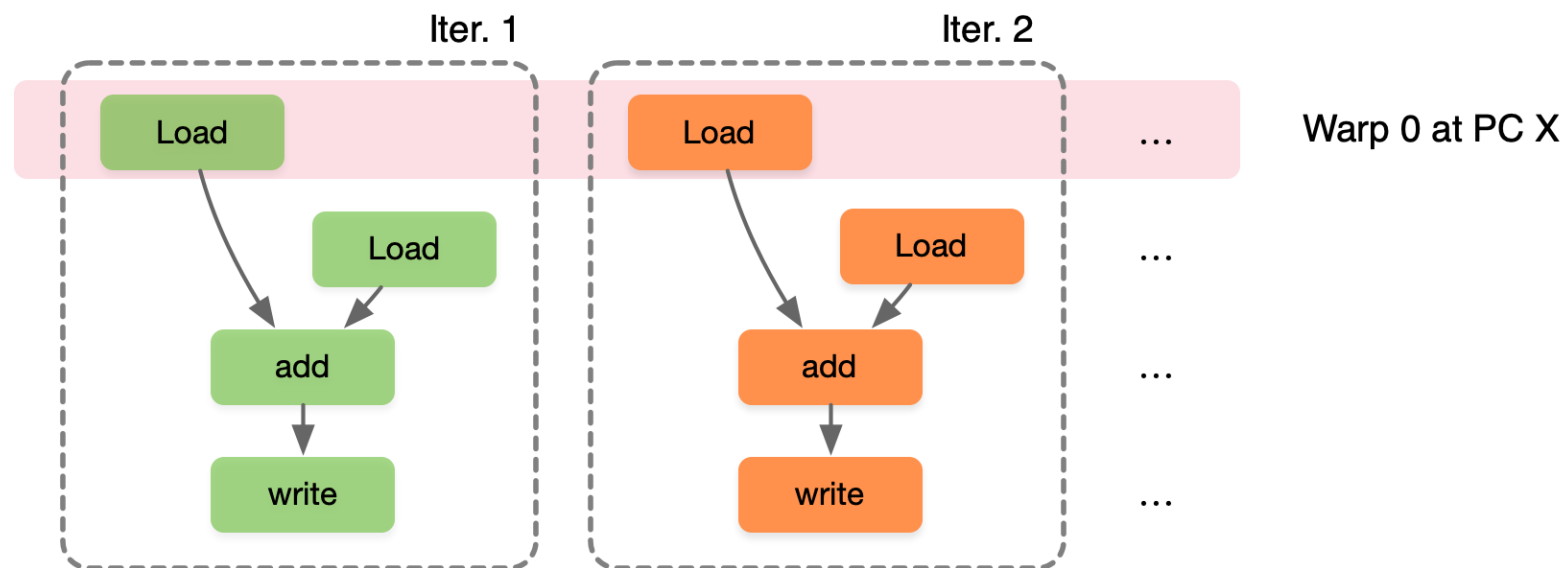 Iter. 1
Iter. 2
Load
Load
...
Warp 0 at PC X
Load
Load
...
add
add
...
write
write
...